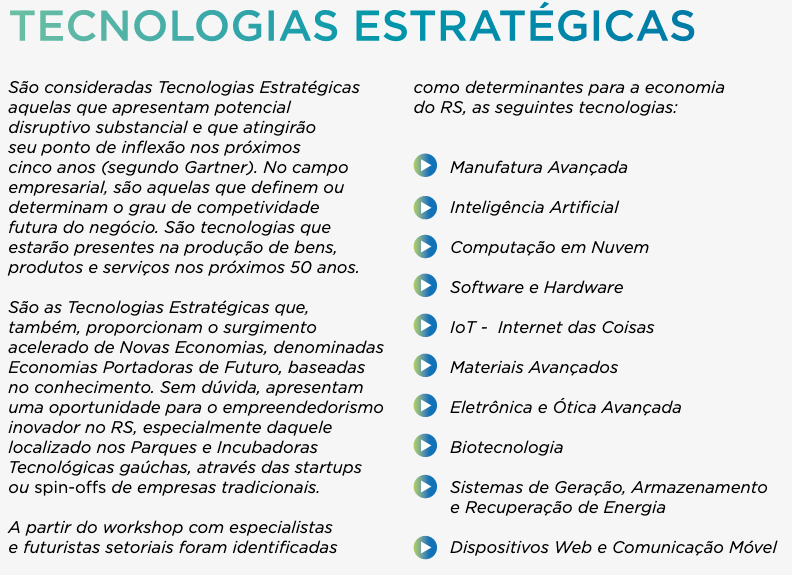 TECNOLOGIAS ESTRATÉGICAS
São consideradas Tecnologias Estratégicas
aquelas que apresentam potencial
disruptivo substancial e que atingirão
seu ponto de inflexão nos próximos
cinco anos (segundo Gartner). No campo
empresarial, são aquelas que definem ou
determinam o grau de competividade
futura do negócio. São tecnologias que
estarão presentes na produção de bens,
produtos e serviços nos próximos 50 anos.
São as Tecnologias Estratégicas que,
também, proporcionam o surgimento
acelerado de Novas Economias, denominadas
Economias Portadoras de Futuro, baseadas
no conhecimento. Sem dúvida, apresentam
uma oportunidade para o empreendedorismo
inovador no RS, especialmente daquele
localizado nos Parques e Incubadoras
Tecnológicas gaúchas, através das startups
ou spin-offs de empresas tradicionais.
A partir do workshop com especialistas
e futuristas setoriais foram identificadas
como determinantes para a economia
do RS, as seguintes tecnologias:
Manufatura Avançada
Inteligência Artificial
Computação em Nuvem
Software e Hardware
IoT -  Internet das Coisas
Materiais Avançados
Eletrônica e Ótica Avançada
Biotecnologia
Sistemas de Geração, Armazenamento
e Recuperação de Energia
Dispositivos Web e Comunicação Móvel